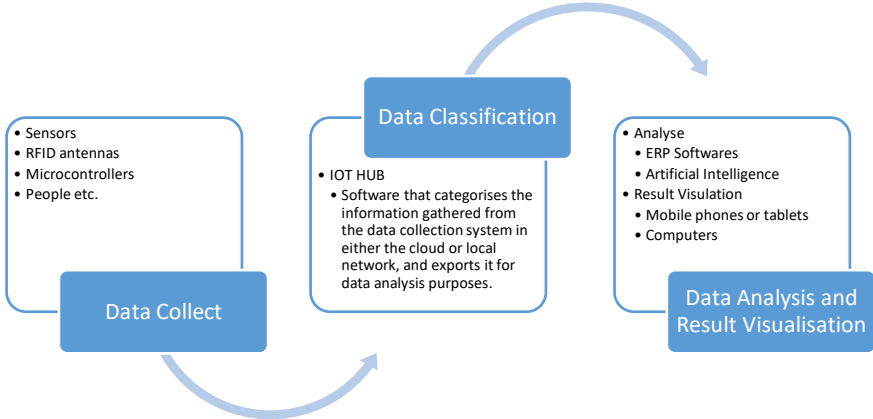 • Sensors
• RFID antennas
• Microcontrollers
• People etc.
Data Collect
Data Classification
• IOT HUB
• Software that categorises the
information gathered from
the data collection system in
either the cloud or local
network, and exports it for
data analysis purposes.
• Analyse
• ERP Softwares
• Artificial Intelligence
• Result Visulation
• Mobile phones or tablets
• Computers
Data Analysis and
Result Visualisation